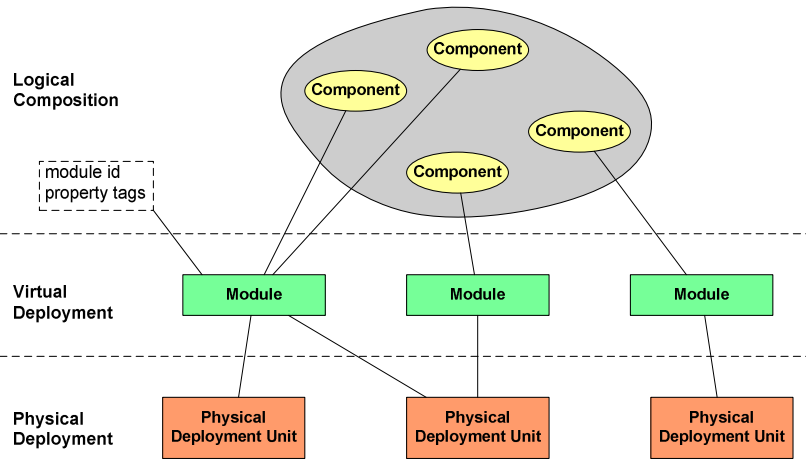 Component
Component
Logical
Composition
Component
Component
module id
property tags
Virtual
Deployment
Module
Module
Module
Physical
Deployment
Physical
Deployment Unit
Physical
Deployment Unit
Physical
Deployment Unit